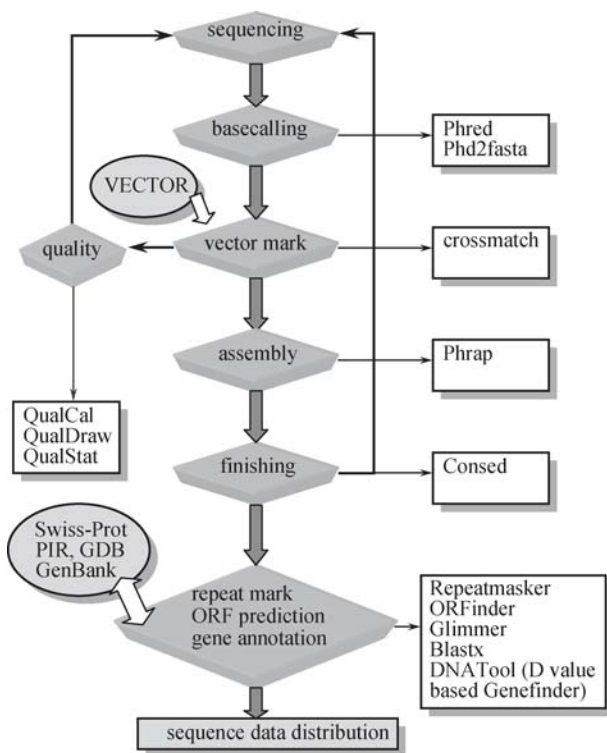 sequencing
basecalling
Phred
Phd2fasta
VECTOR
quality
vector mark
crossmatch
assembly
Phrap
QualCal
QualDraw
QualStat
finishing
Consed
Swiss-Prot
PIR, GDB
GenBank
repeat mark
ORF prediction
gene annotation
Repeatmasker
ORFinder
Glimmer
Blastx
DNATool (D value
based Genefinder)
sequence data distribution